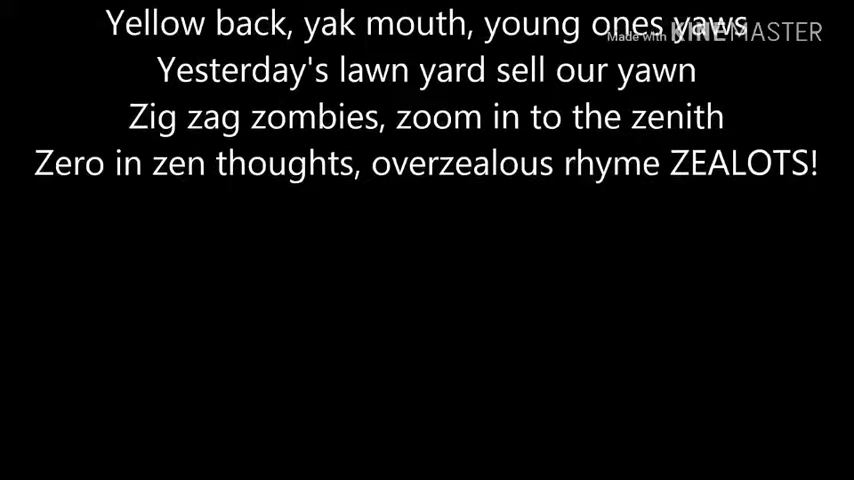 Yellow back, yak mouth, young ones yaws
Made with KINEMASTER
Yesterday's lawn yard sell our yawn
Zig zag zombies, zoom in to the zenith
Zero in zen thoughts, overzealous rhyme ZEALOTS!